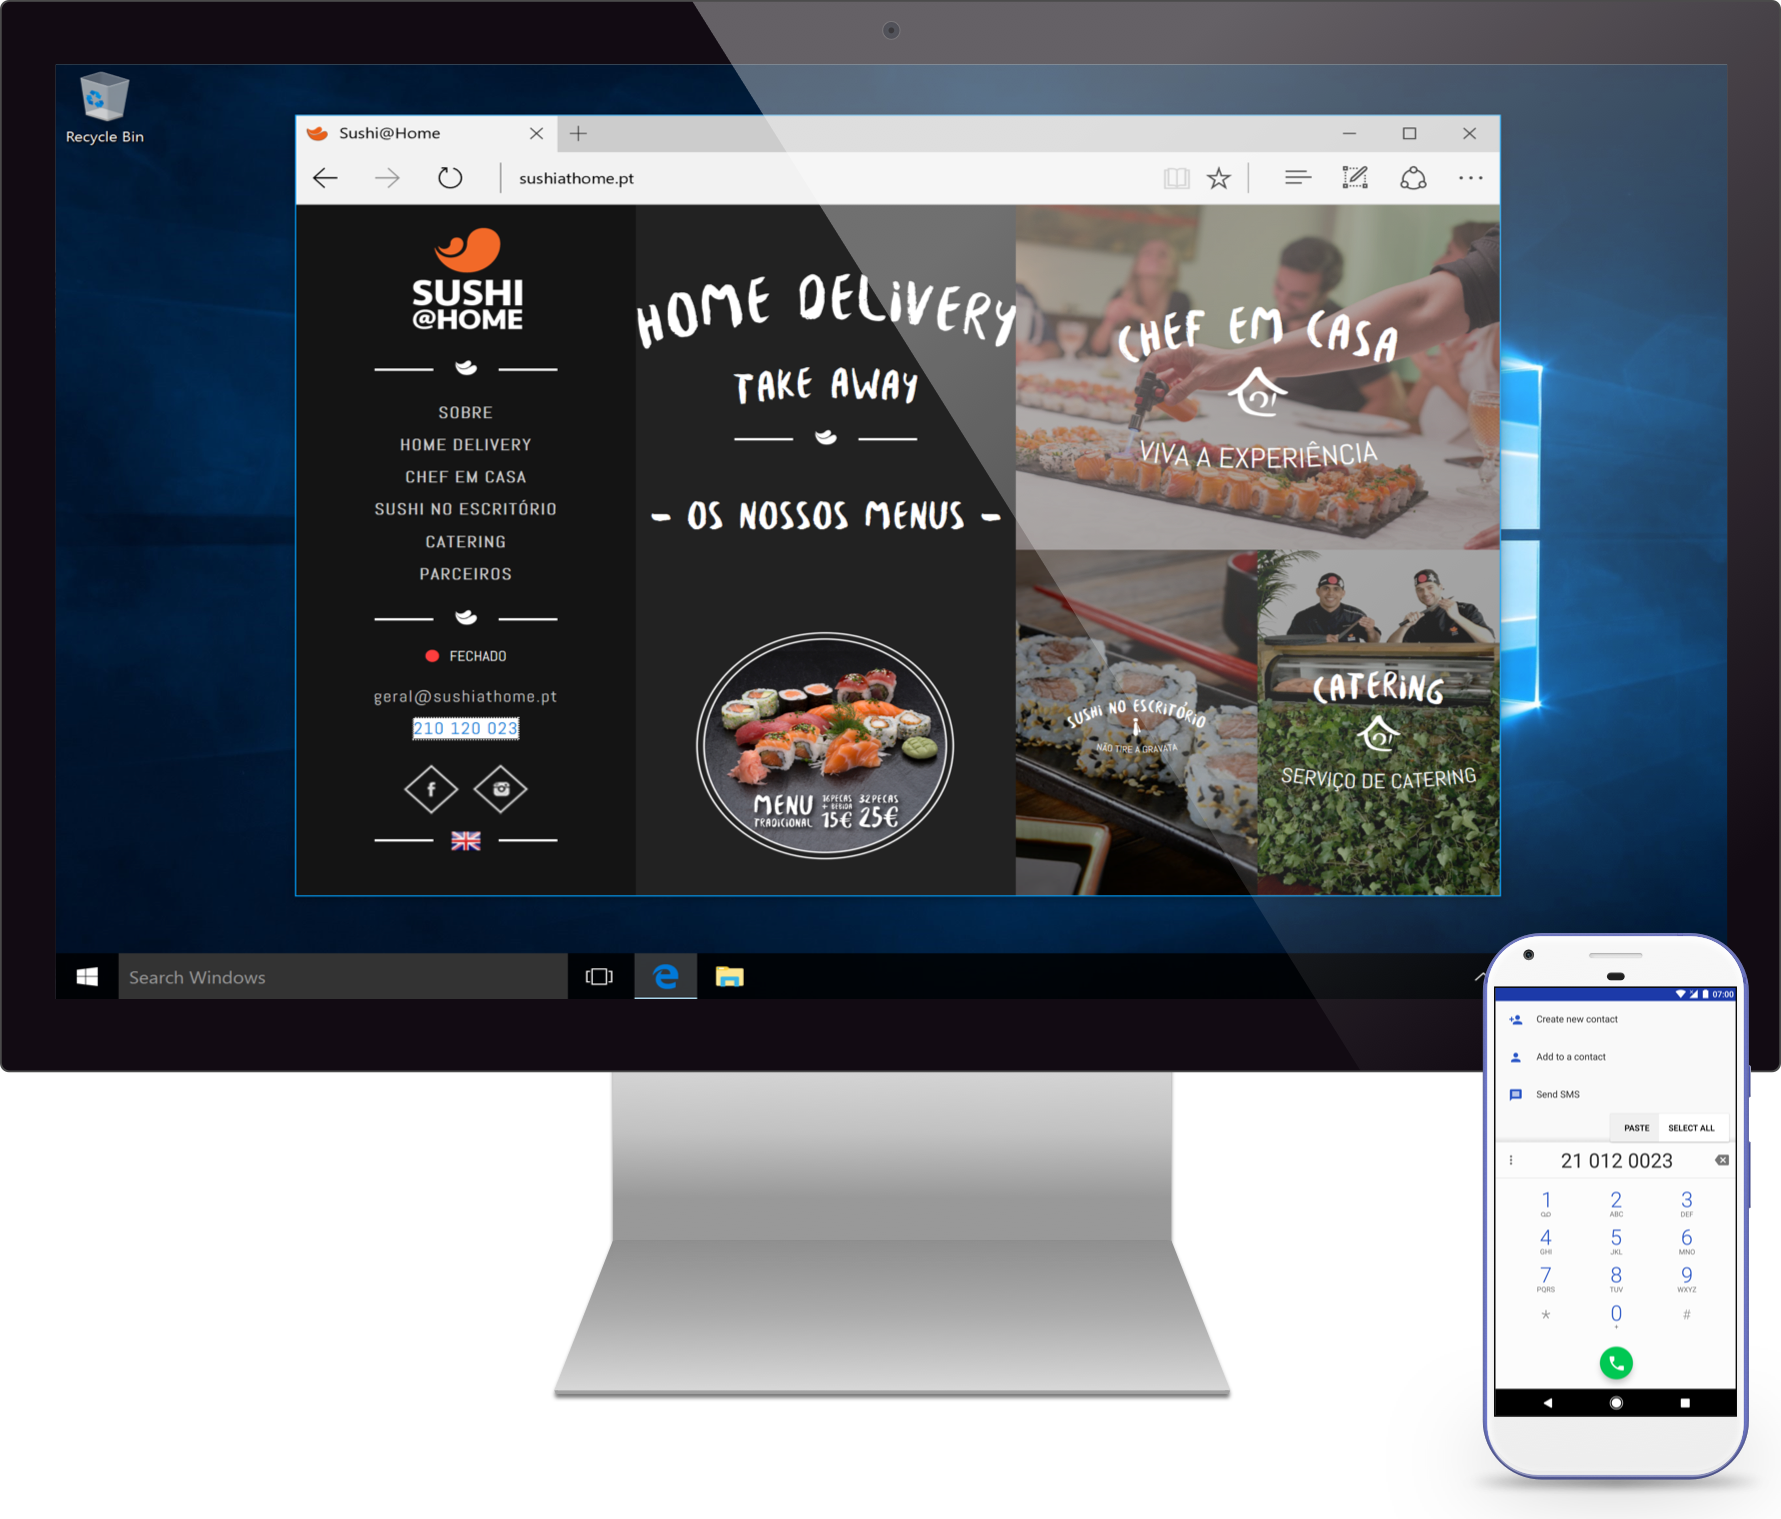 Recycle Bin
Sushi@Home
sushiathome.pt
SUSHI
@HOME
SOBRE
HOME DELIVERY
CHEF EM CASA
SUSHI NO ESCRITÓRIO
CATERING
PARCEIROS
FECHADO
geral@sushiathome.pt
210 120 023
f
HOME DELIVERY
TAKE AWAY
- OS NOSSOS MENUS -
MENU
TRADICIONAL
16PEÇAS
+ BEBIDA
15€
32PEÇAS
25€
CHEF EM CASA
VIVA A EXPERIÊNCIA
SUSHI NO ESCRITÓRIO
NÃO TIRE A GRAVATA
CATERING
SERVIÇO DE CATERING
Search Windows
07:00
Create new contact
Add to a contact
Send SMS
PASTE SELECT ALL
21 012 0023
1 2 3
ABC DEF
4 5 6
GHI JKL MNO
7 8 9
PQRS TUV WXYZ
* 0 #
+